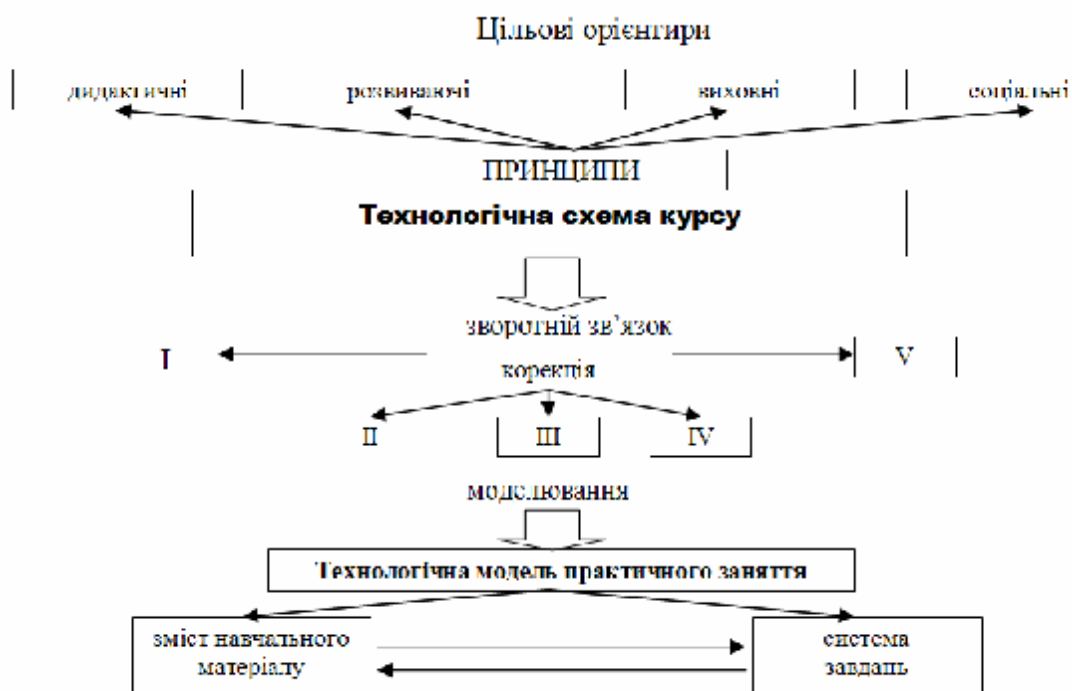 Цільові орієнтири
дидактичні розвиваючі виховні соціальні
ПРИНЦИПИ
Технологічна схема курсу
зворотній зв’язок
I V
корекція
II III IV
моделювання
Технологічна модель практичного заняття
зміст навчального система
матеріалу завдань